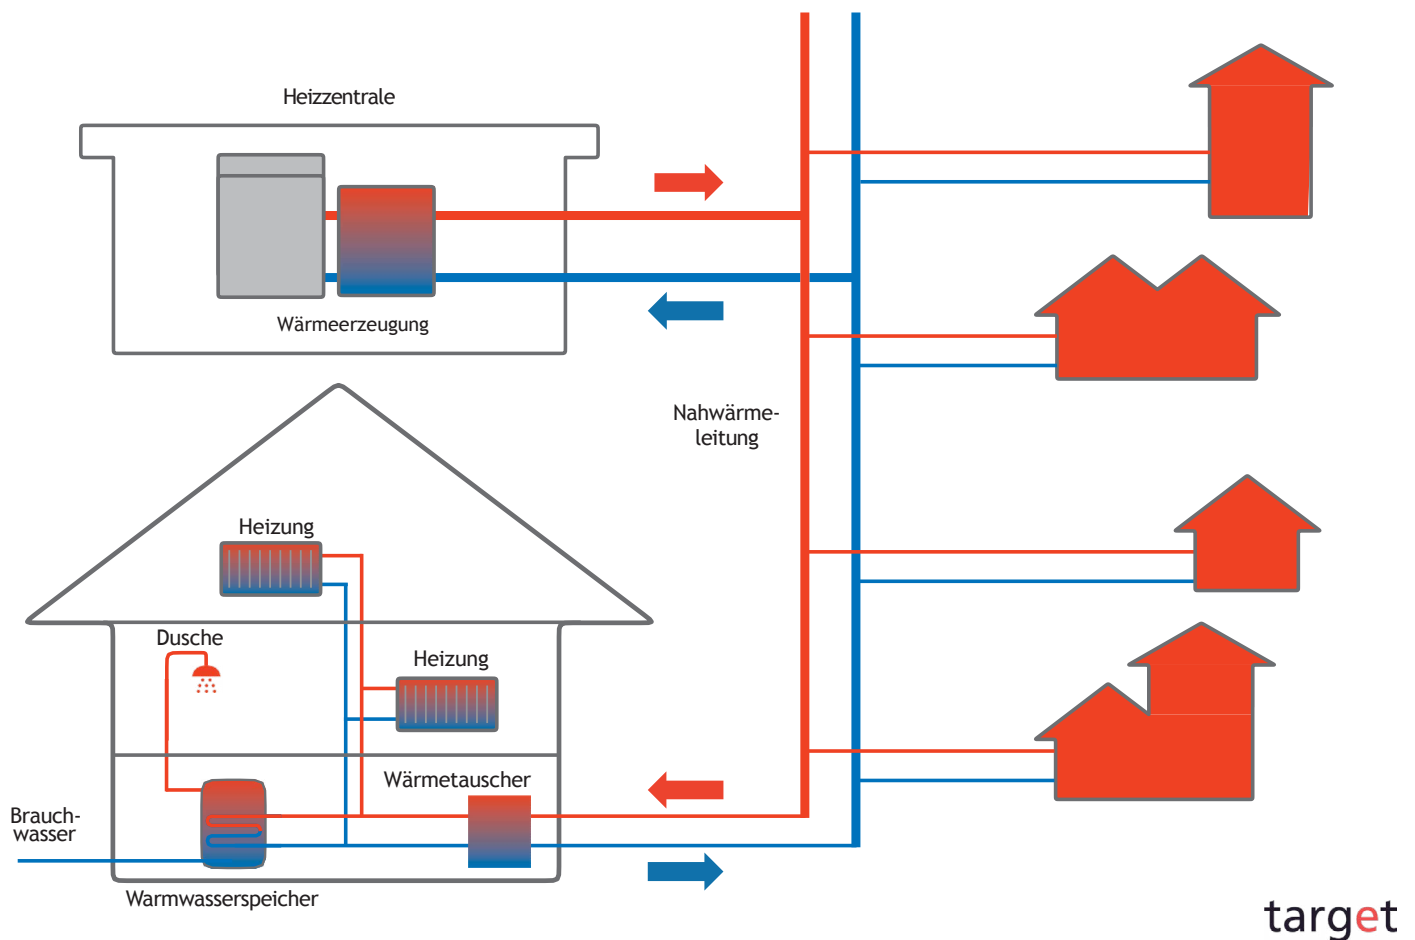 Heizzentrale
Wärmeerzeugung
Nahwärme-
leitung
Heizung
Dusche
Heizung
Wärmetauscher
Brauch-
wasser
Warmwasserspeicher
target